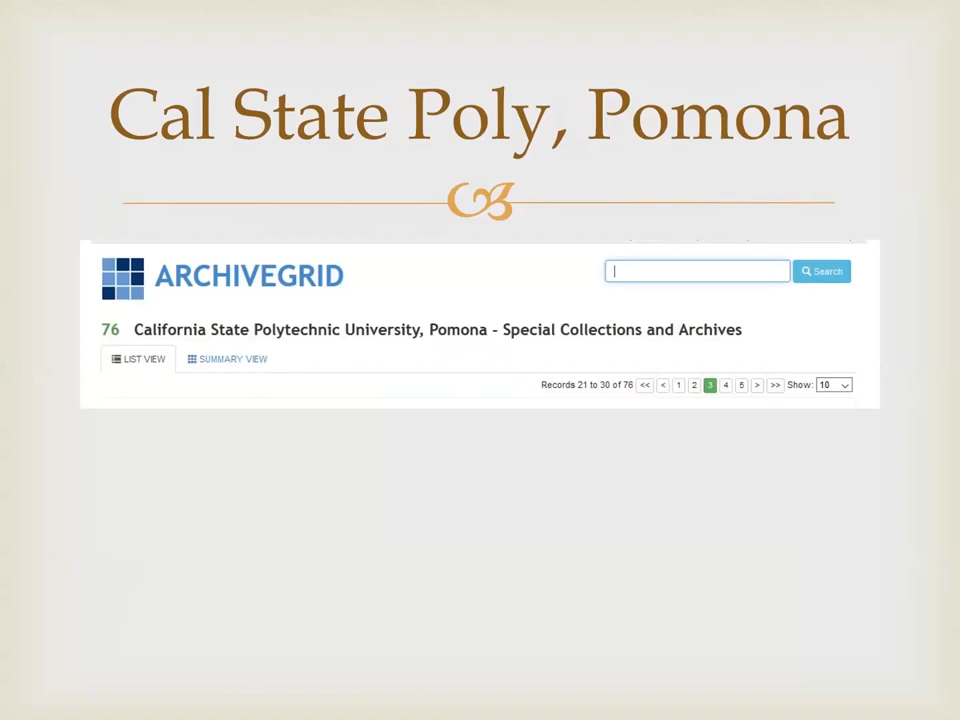 Cal State Poly, Pomona
ARCHIVEGRID
Search
76 California State Polytechnic University, Pomona - Special Collections and Archives
LIST VIEW SUMMARY VIEW
Records 21 to 30 of 76 << < 1 2 3 4 5 > >> Show: 10